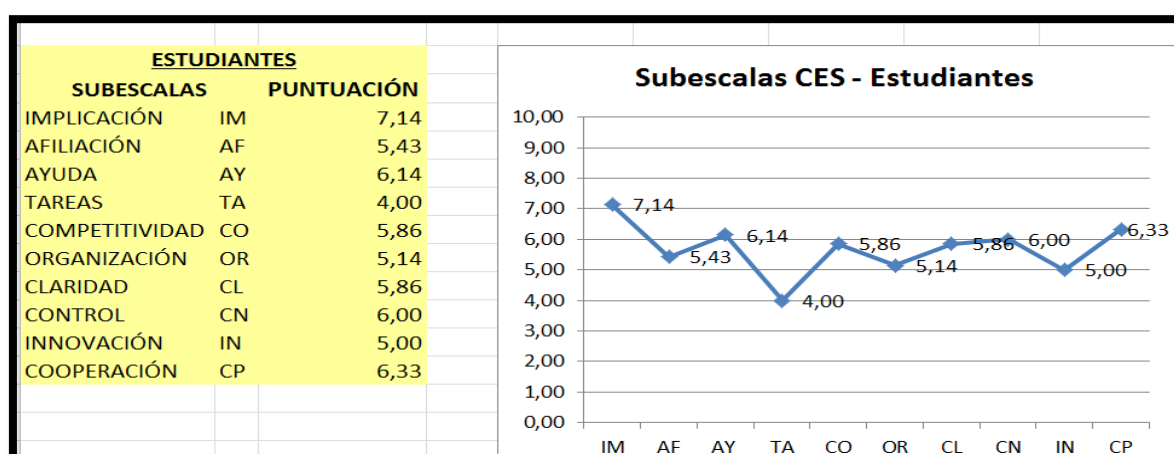 ESTUDIANTES
SUBESCALAS PUNTUACIÓN
IMPLICACIÓN IM 7,14
AFILIACIÓN AF 5,43
AYUDA AY 6,14
TAREAS TA 4,00
COMPETITIVIDAD CO 5,86
ORGANIZACIÓN OR 5,14
CLARIDAD CL 5,86
CONTROL CN 6,00
INNOVACIÓN IN 5,00
COOPERACIÓN CP 6,33
Subescalas CES - Estudiantes
10,00
9,00
8,00
7,00
6,00
5,00
4,00
3,00
2,00
1,00
0,00
7,14
5,43
6,14
4,00
5,86
5,14
5,86
6,00
5,00
6,33
IM AF AY TA CO OR CL CN IN CP